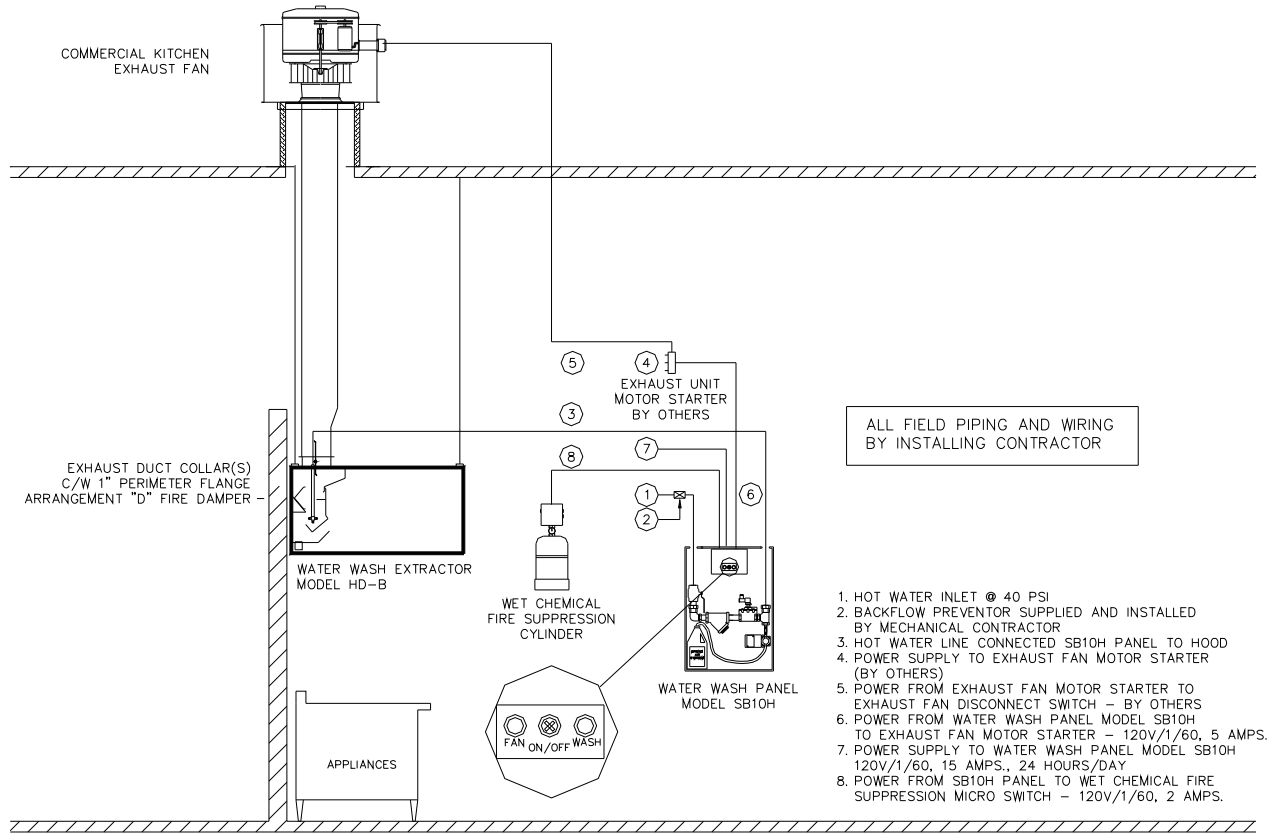 COMMERCIAL KITCHEN
EXHAUST FAN
5
4
EXHAUST UNIT
MOTOR STARTER
BY OTHERS
3
ALL FIELD PIPING AND WIRING
BY INSTALLING CONTRACTOR
7
8
EXHAUST DUCT COLLAR(S)
C/W 1" PERIMETER FLANGE
ARRANGEMENT "D" FIRE DAMPER
1
6
2
WATER WASH EXTRACTOR
MODEL HD-B
WET CHEMICAL
FIRE SUPPRESSION
CYLINDER
WATER WASH PANEL
MODEL SB10H
FAN ON/OFF WASH
APPLIANCES
1. HOT WATER INLET @ 40 PSI
2. BACKFLOW PREVENTOR SUPPLIED AND INSTALLED
BY MECHANICAL CONTRACTOR
3. HOT WATER LINE CONNECTED SB10H PANEL TO HOOD
4. POWER SUPPLY TO EXHAUST FAN MOTOR STARTER
(BY OTHERS)
5. POWER FROM EXHAUST FAN MOTOR STARTER TO
EXHAUST FAN DISCONNECT SWITCH - BY OTHERS
6. POWER FROM WATER WASH PANEL MODEL SB10H
TO EXHAUST FAN MOTOR STARTER - 120V/1/60, 5 AMPS.
7. POWER SUPPLY TO WATER WASH PANEL MODEL SB10H
120V/1/60, 15 AMPS., 24 HOURS/DAY
8. POWER FROM SB10H PANEL TO WET CHEMICAL FIRE
SUPPRESSION MICRO SWITCH - 120V/1/60, 2 AMPS.